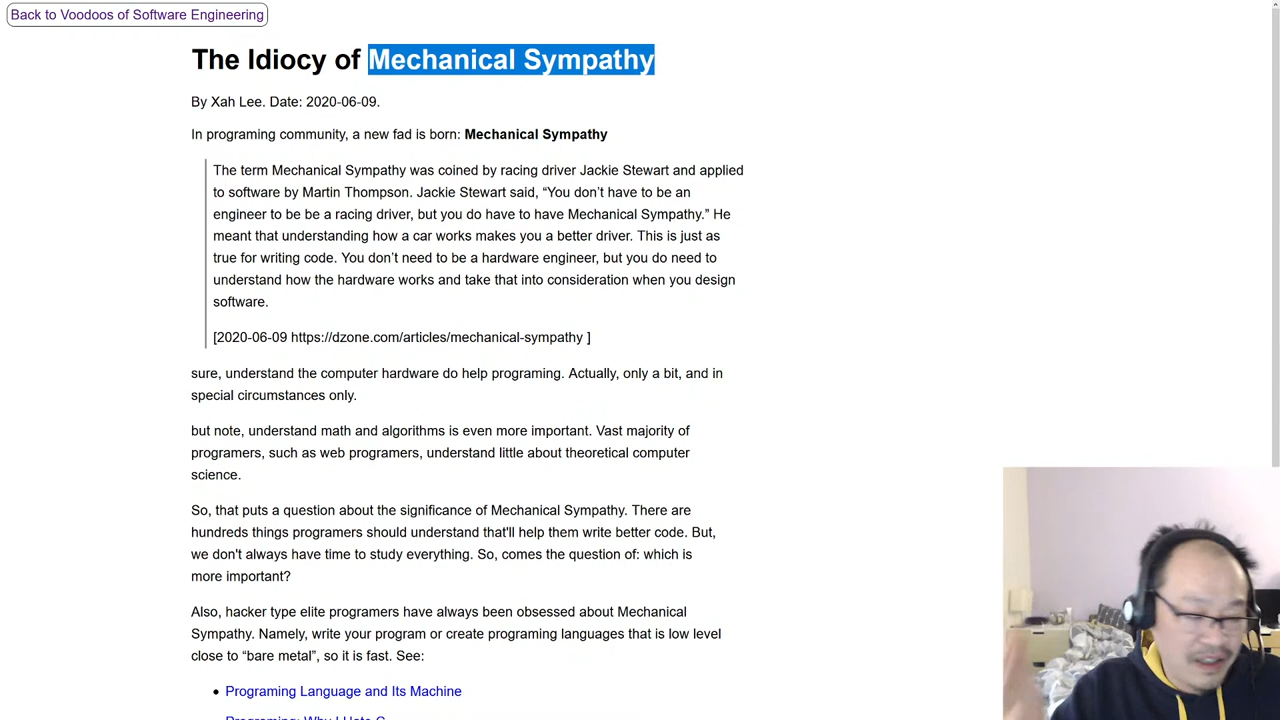 Back to Voodoos of Software Engineering
The Idiocy of Mechanical Sympathy
By Xah Lee. Date: 2020-06-09.
In programing community, a new fad is born: Mechanical Sympathy
The term Mechanical Sympathy was coined by racing driver Jackie Stewart and applied
to software by Martin Thompson. Jackie Stewart said, “You don’t have to be an
engineer to be be a racing driver, but you do have to have Mechanical Sympathy.” He
meant that understanding how a car works makes you a better driver. This is just as
true for writing code. You don’t need to be a hardware engineer, but you do need to
understand how the hardware works and take that into consideration when you design
software.
[2020-06-09 https://dzone.com/articles/mechanical-sympathy ]
sure, understand the computer hardware do help programing. Actually, only a bit, and in
special circumstances only.
but note, understand math and algorithms is even more important. Vast majority of
programers, such as web programers, understand little about theoretical computer
science.
So, that puts a question about the significance of Mechanical Sympathy. There are
hundreds things programers should understand that'll help them write better code. But,
we don't always have time to study everything. So, comes the question of: which is
more important?
Also, hacker type elite programers have always been obsessed about Mechanical
Sympathy. Namely, write your program or create programing languages that is low level
close to “bare metal”, so it is fast. See:
Programing Language and Its Machine
Programing: Why I Hate C